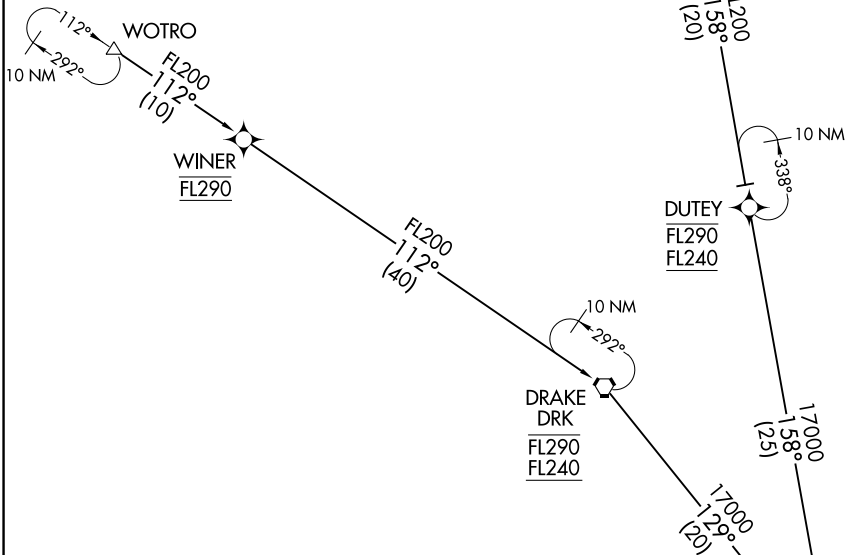 112°
WOTRO
292°
10 NM
FL200
112°
(10)
WINER
FL290
FL200
112°
(40)
10 NM
292°
DRAKE
DRK
FL290
FL240
17000
129°
(20)
158°
(20)
10 NM
338°
DUTEY
FL290
FL240
17000
158°
(25)